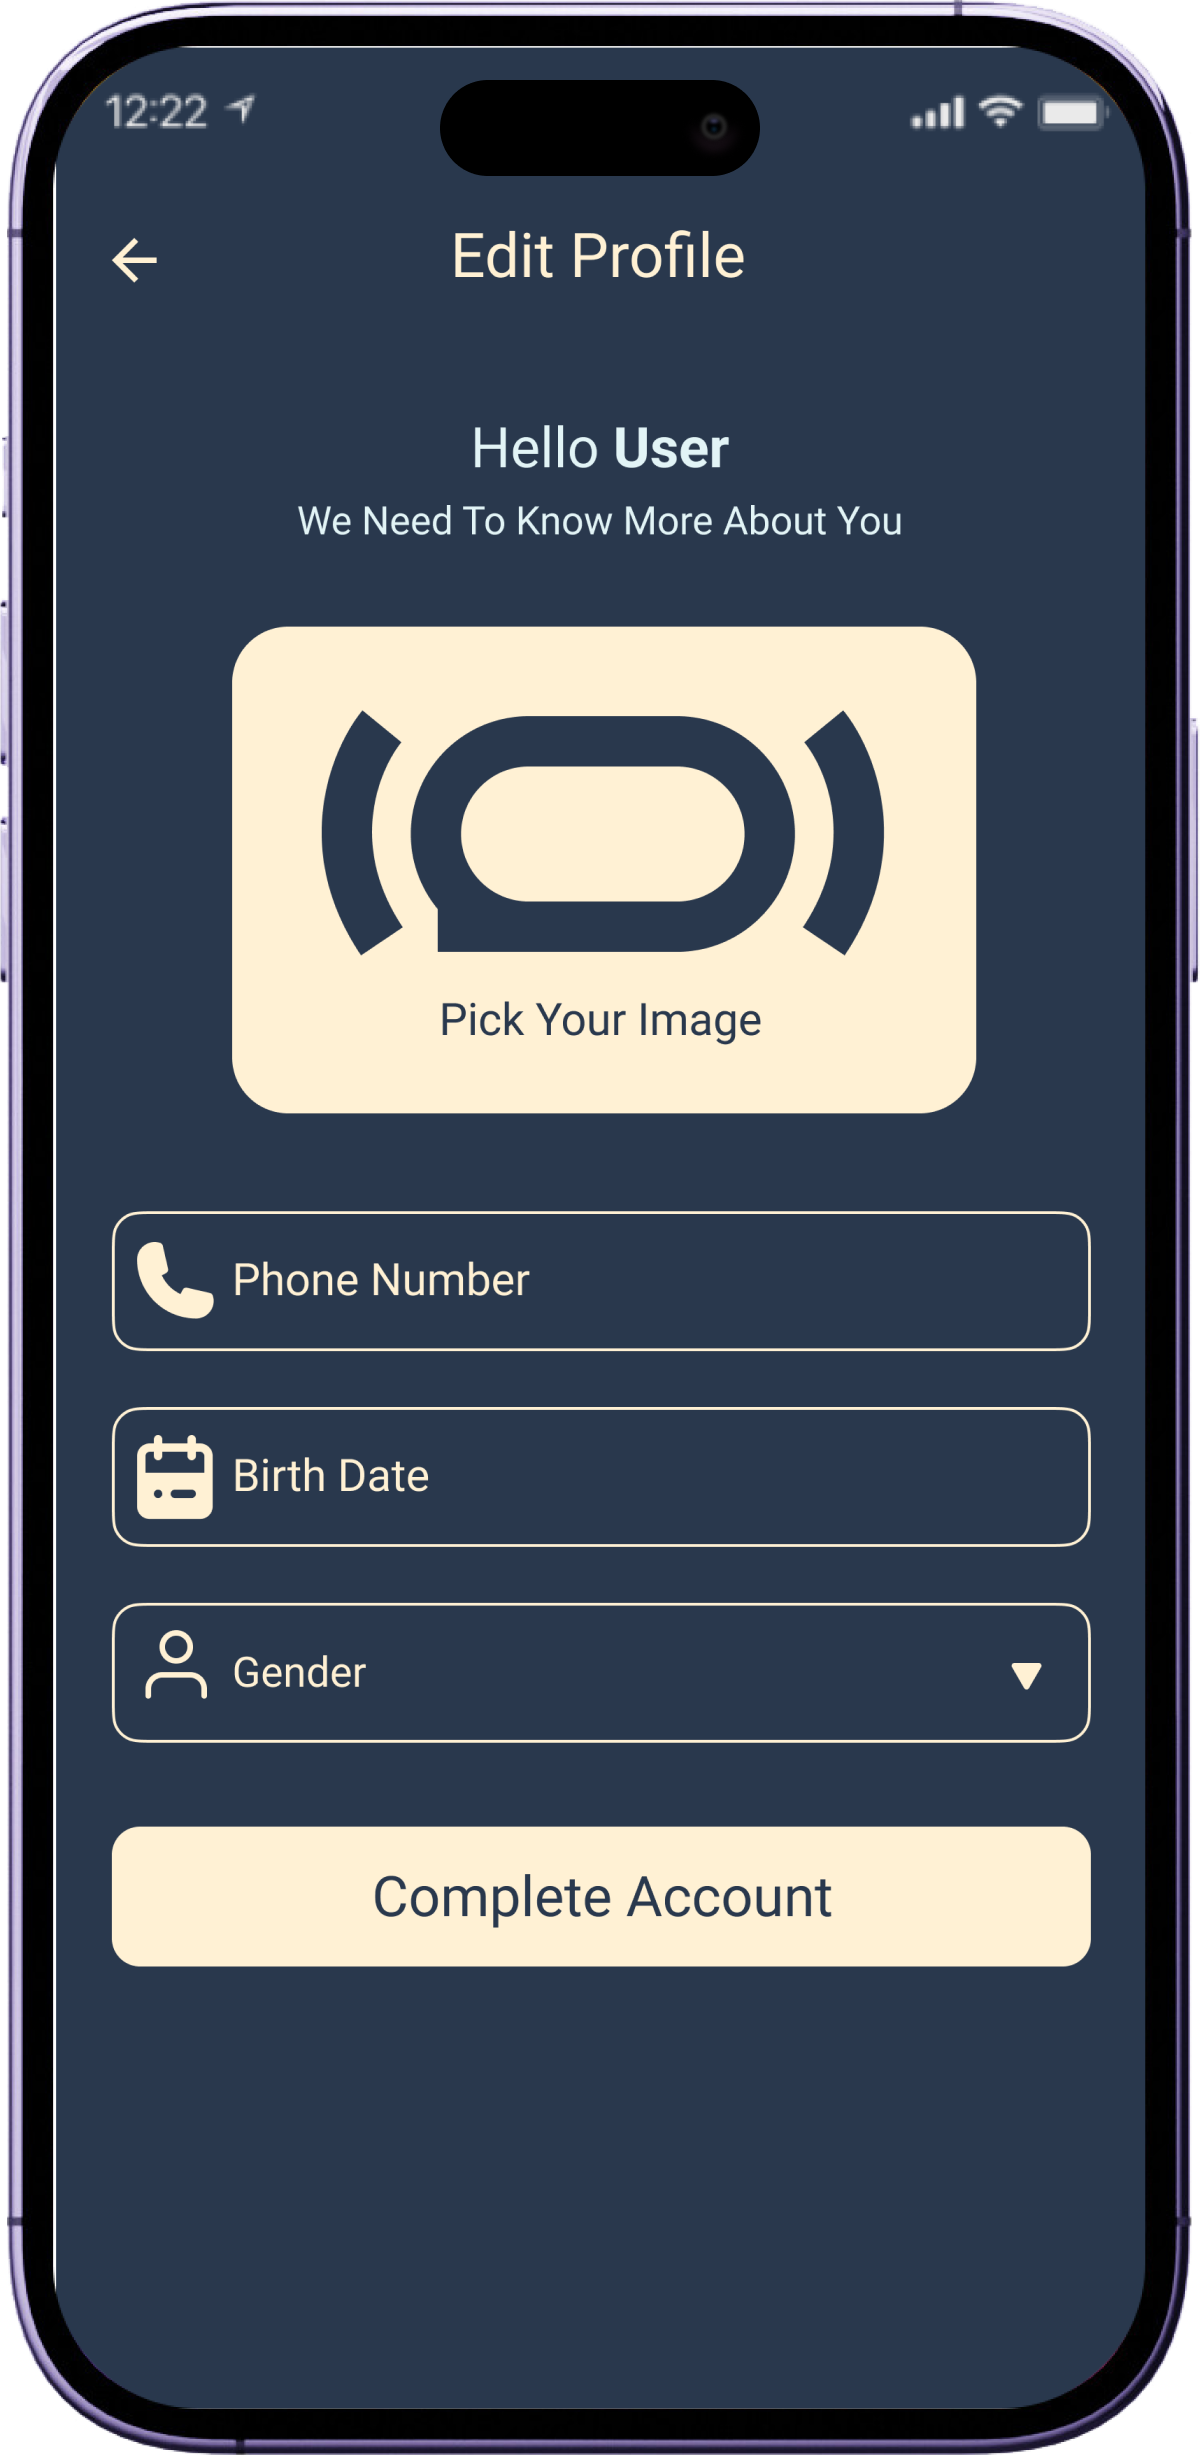 12:22
Edit Profile
Hello User
We Need To Know More About You
Pick Your Image
Phone Number
Birth Date
Gender
Complete Account